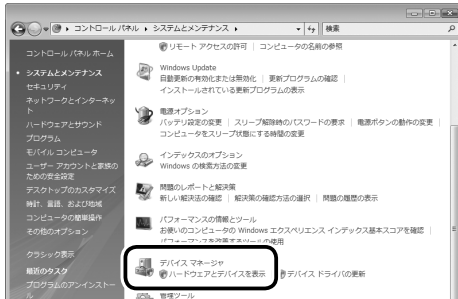 コントロール パネル ▸ システムとメンテナンス ▸
検索
コントロール パネル ホーム
システムとメンテナンス
セキュリティ
ネットワークとインターネッ
ト
ハードウェアとサウンド
プログラム
モバイル コンピュータ
ユーザー アカウントと家族の
ための安全設定
デスクトップのカスタマイズ
時計、言語、および地域
コンピュータの簡単操作
その他のオプション
クラシック表示
最近のタスク
プログラムのアンインストー
ル
リモート アクセスの許可 | コンピュータの名前の参照
Windows Update
自動更新の有効化または無効化 | 更新プログラムの確認 |
インストールされている更新プログラムの表示
電源オプション
バッテリ設定の変更 | スリープ解除時のパスワードの要求 | 電源ボタンの動作の変更 |
コンピュータをスリープ状態にする時間の変更
インデックスのオプション
Windows の検索方法の変更
問題のレポートと解決策
新しい解決法の確認 | 解決策の確認方法の選択 | 問題の履歴の表示
パフォーマンスの情報とツール
お使いのコンピュータの Windows エクスペリエンス インデックス基本スコアを確認 |
パフォーマンスを改善するツールの使用
デバイス マネージャ
ハードウェアとデバイスを表示 | デバイス ドライバの更新
管理ツール